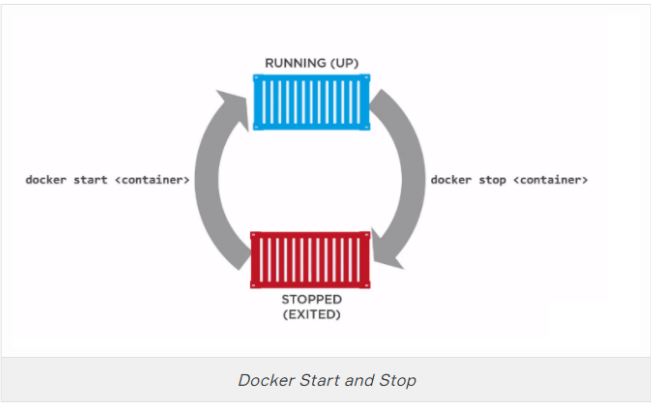 RUNNING (UP)
docker start <container>
docker stop <container>
STOPPED
(EXITED)
Docker Start and Stop